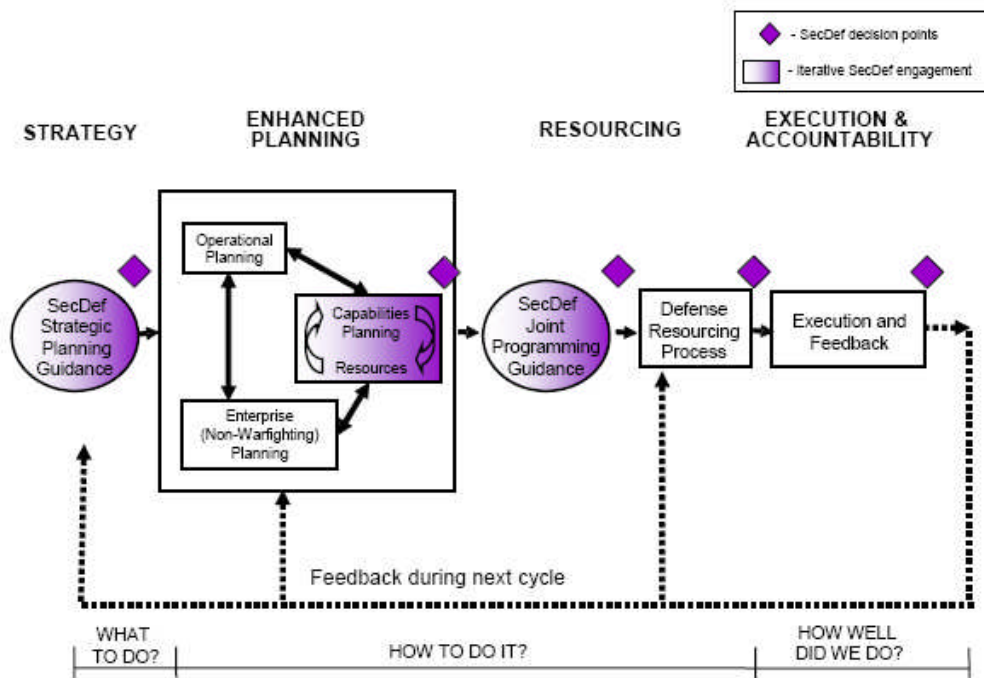 - SecDef decision points
- Iterative SecDef engagement
STRATEGY
ENHANCED
PLANNING
RESOURCING
EXECUTION &
ACCOUNTABILITY
SecDef
Strategic
Planning
Guidance
Operational
Planning
Capabilities
Planning
Resources
Enterprise
(Non-Warfighting)
Planning
SecDef
Joint
Programming
Guidance
Defense
Resourcing
Process
Execution and
Feedback
Feedback during next cycle
WHAT
TO DO?
HOW TO DO IT?
HOW WELL
DID WE DO?